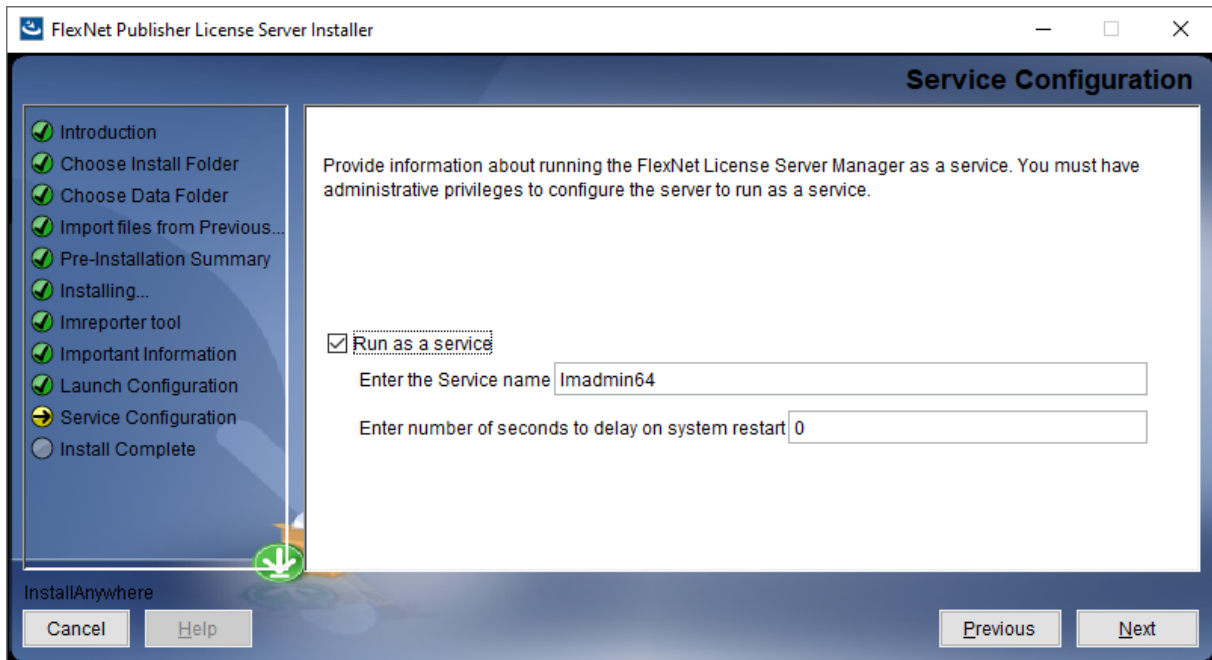 FlexNet Publisher License Server Installer
Service Configuration
Introduction
Choose Install Folder
Choose Data Folder
Import files from Previous...
Pre-Installation Summary
Installing...
lmreporter tool
Important Information
Launch Configuration
Service Configuration
Install Complete
Provide information about running the FlexNet License Server Manager as a service. You must have
administrative privileges to configure the server to run as a service.
Run as a service
Enter the Service name lmadmin64
Enter number of seconds to delay on system restart 0
InstallAnywhere
Cancel Help Previous Next